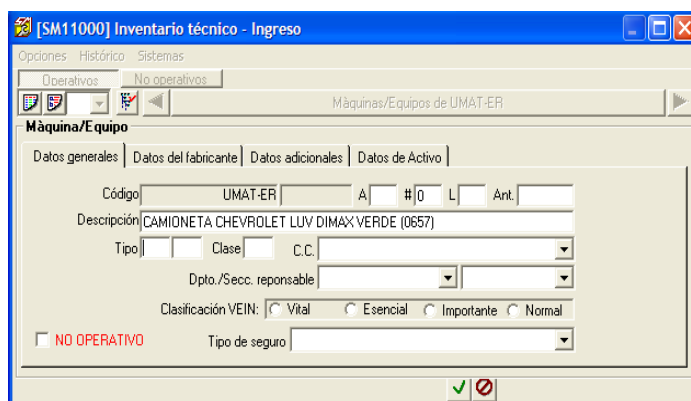 [SM11000] Inventario técnico - Ingreso
Opciones Histórico Sistemas
Operativos No operativos
Màquinas/Equipos de UMAT-ER
Màquina/Equipo
Datos generales Datos del fabricante Datos adicionales Datos de Activo
Código UMAT-ER A # 0 L Ant.
Descripción CAMIONETA CHEVROLET LUV DIMAX VERDE (0657)
Tipo Clase C.C.
Dpto./Secc. reponsable
Clasificación VEIN: Vital Esencial Importante Normal
NO OPERATIVO Tipo de seguro